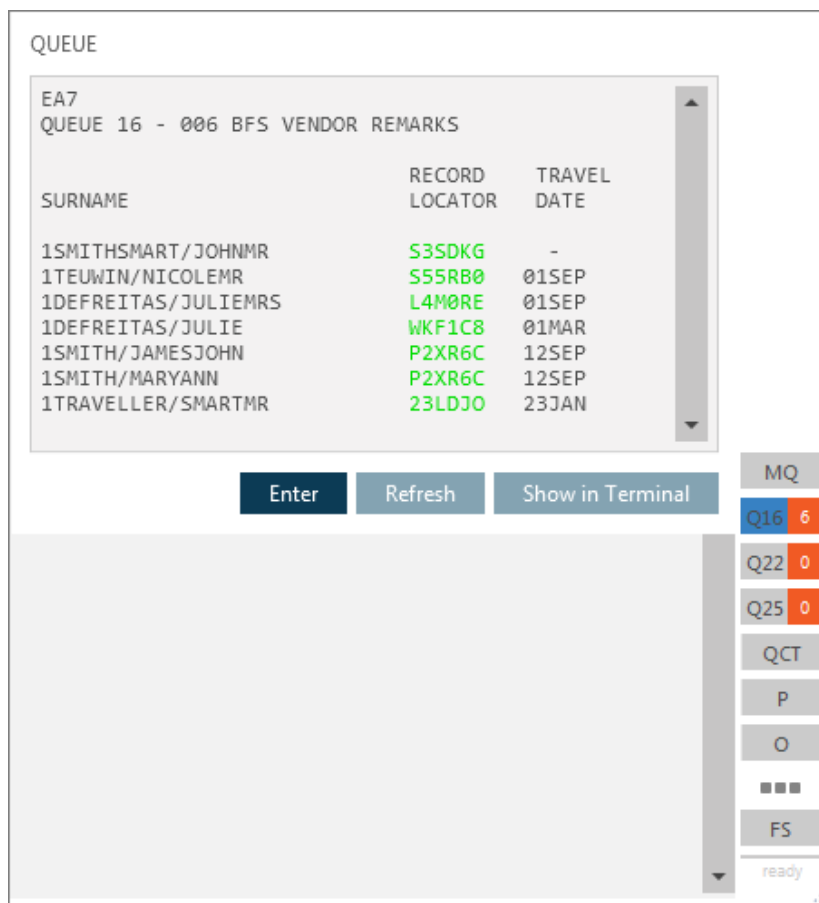 QUEUE
EA7
QUEUE 16 - 006 BFS VENDOR REMARKS
RECORD TRAVEL
SURNAME LOCATOR DATE
1SMITHSMART/JOHNMR S3SDKG -
1TEUWIN/NICOLEMR S55RB0 01SEP
1DEFREITAS/JULIEMRS L4M0RE 01SEP
1DEFREITAS/JULIE WKF1C8 01MAR
1SMITH/JAMESJOHN P2XR6C 12SEP
1SMITH/MARYANN P2XR6C 12SEP
1TRAVELLER/SMARTMR 23LDJO 23JAN
Enter Refresh Show in Terminal
MQ
Q16 6
Q22 0
Q25 0
QCT
P
O
FS
ready